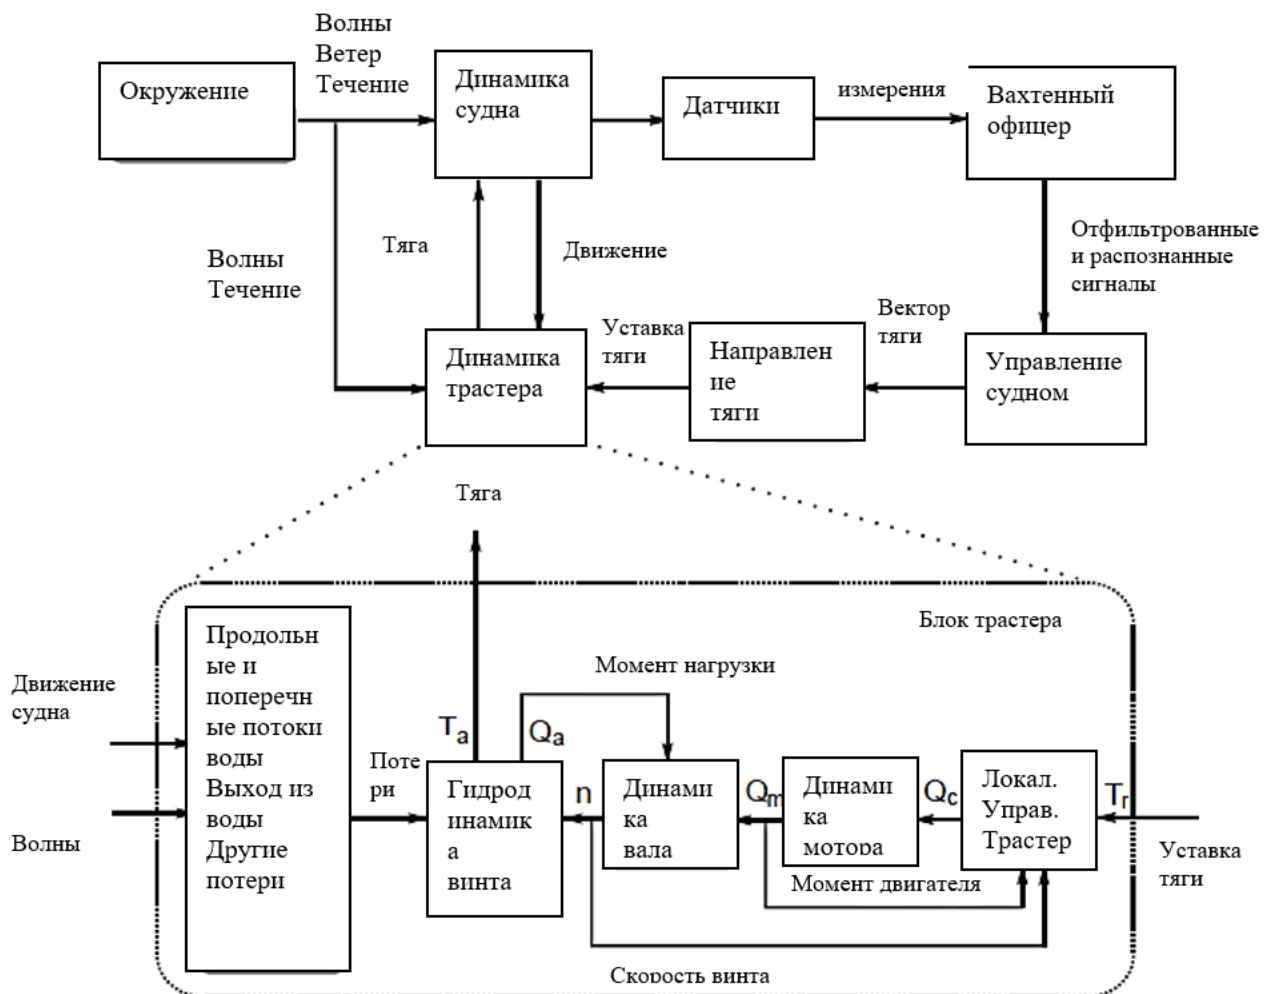 Волны
Ветер
Течение
Окружение
Динамика
судна
Датчики
измерения
Вахтенный
офицер
Волны
Течение
Тяга
Движение
Отфильтрованные
и распознанные
сигналы
Динамика
трастера
Уставка
тяги
Направлен
ие
тяги
Вектор
тяги
Управление
судном
Тяга
Блок трастера
Движение
судна
Волны
Продольн
ые и
поперечн
ые потоки
воды
Выход из
воды
Другие
потери
Поте
ри
Ta
Qa
Момент нагрузки
Гидрод
инамик
а
винта
n
Динами
ка
вала
Qm
Динами
ка
мотора
Qc
Локал.
Управ.
Трастер
Tr
Уставка
тяги
Момент двигателя
Скорость винта